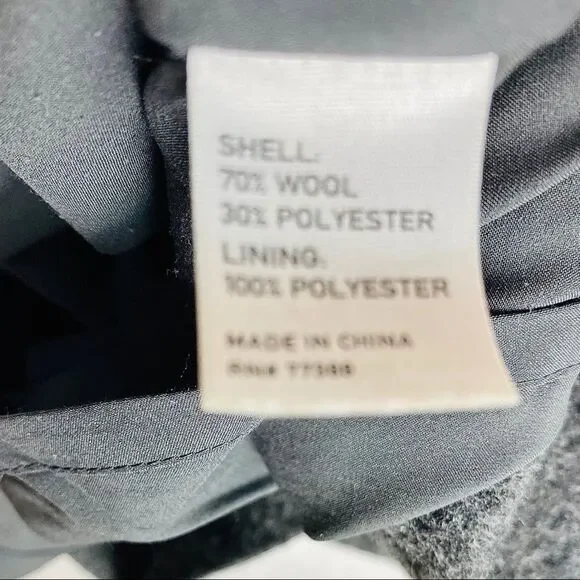 SHELL:
70% WOOL
30% POLYESTER
LINING:
100% POLYESTER
MADE IN CHINA